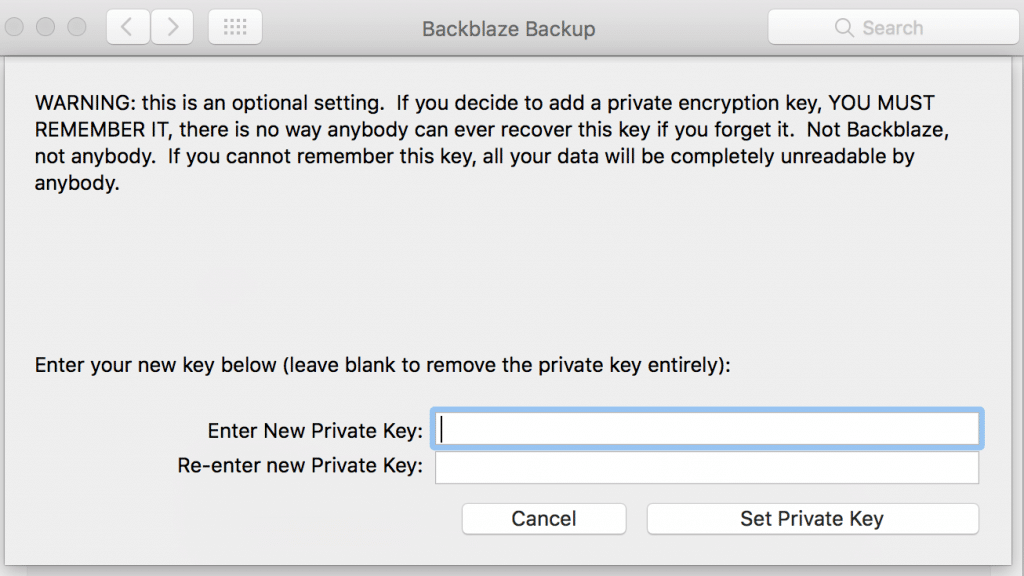 Backblaze Backup
Search
WARNING: this is an optional setting.  If you decide to add a private encryption key, YOU MUST
REMEMBER IT, there is no way anybody can ever recover this key if you forget it.  Not Backblaze,
not anybody.  If you cannot remember this key, all your data will be completely unreadable by
anybody.
Enter your new key below (leave blank to remove the private key entirely):
Enter New Private Key:
Re-enter new Private Key:
Cancel
Set Private Key